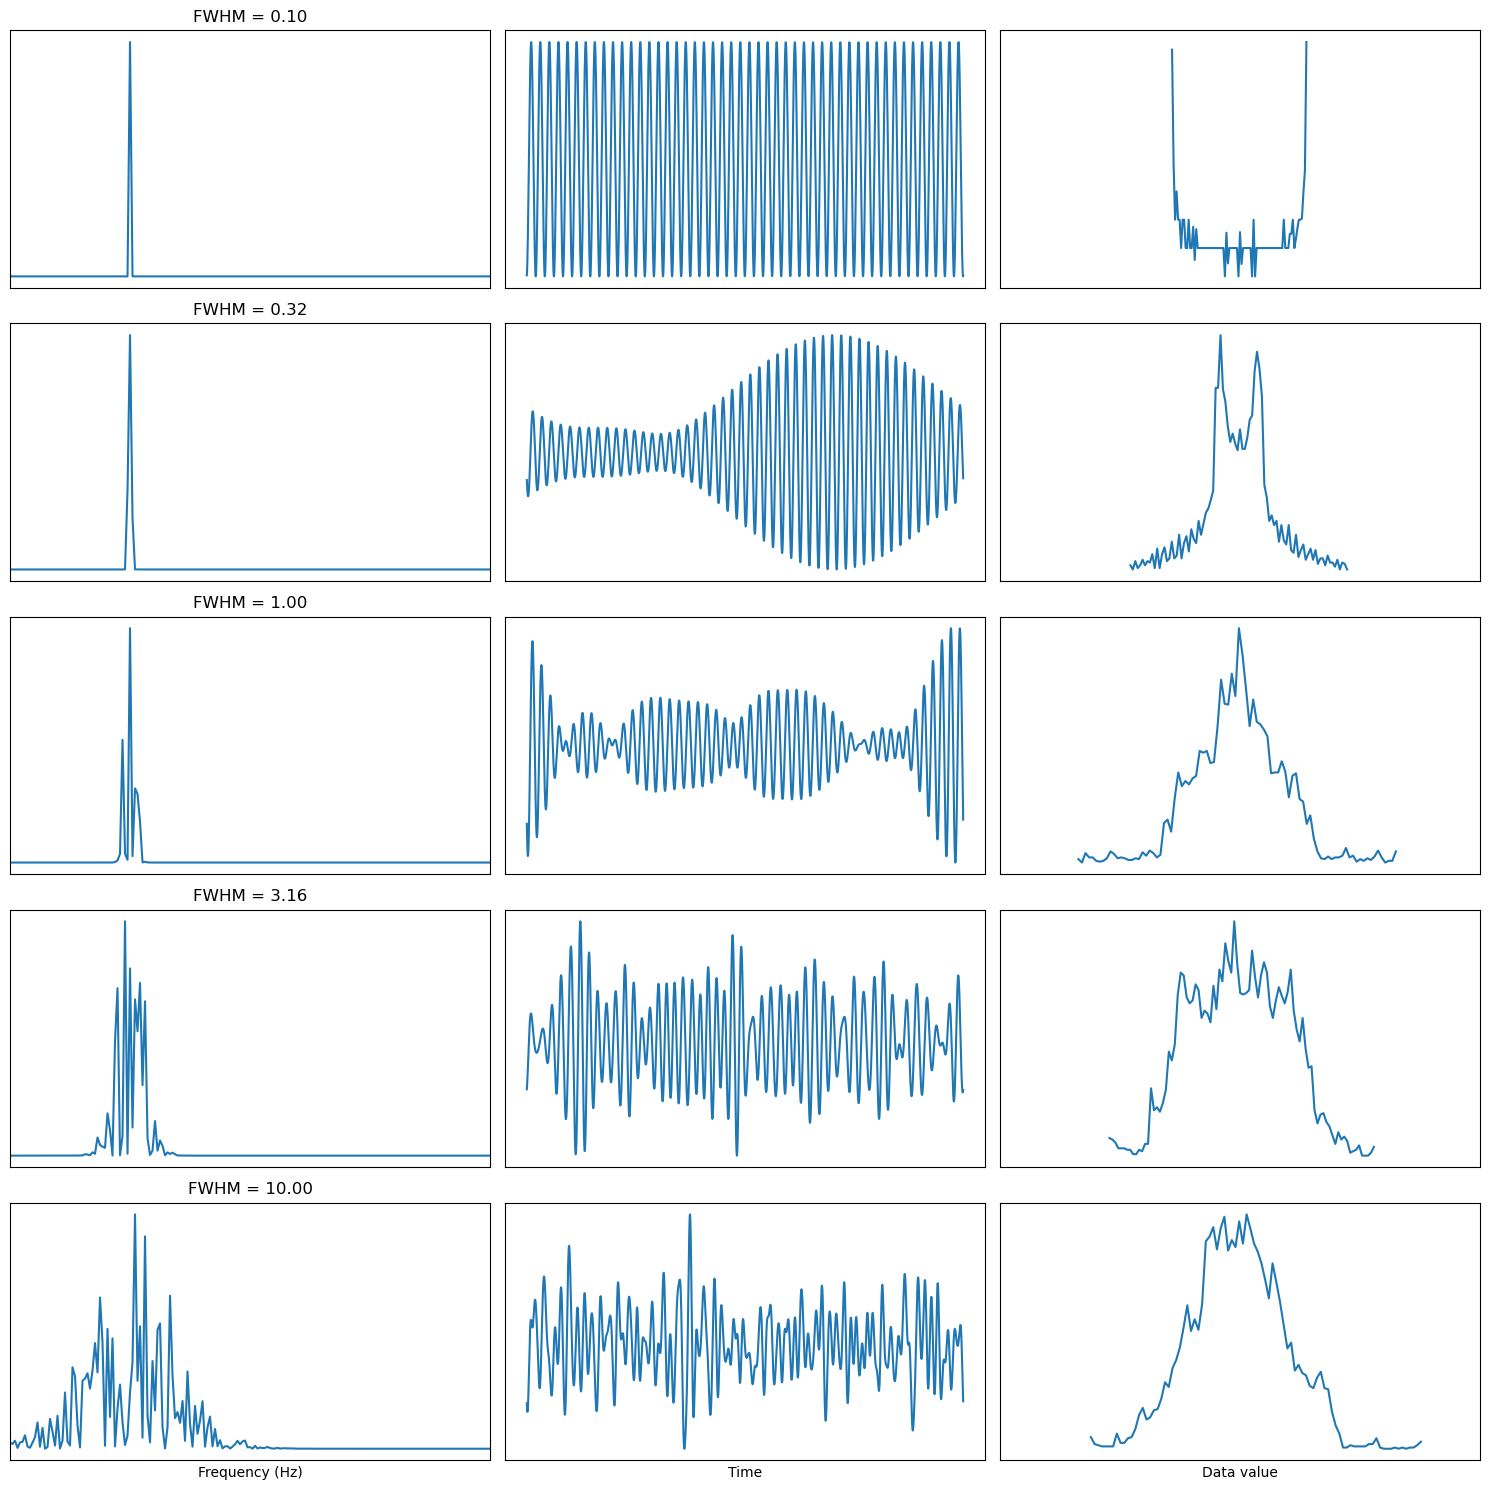 FWHM = 0.10
FWHM = 0.32
FWHM = 1.00
FWHM = 3.16
FWHM = 10.00
Frequency (Hz)
Time
Data value